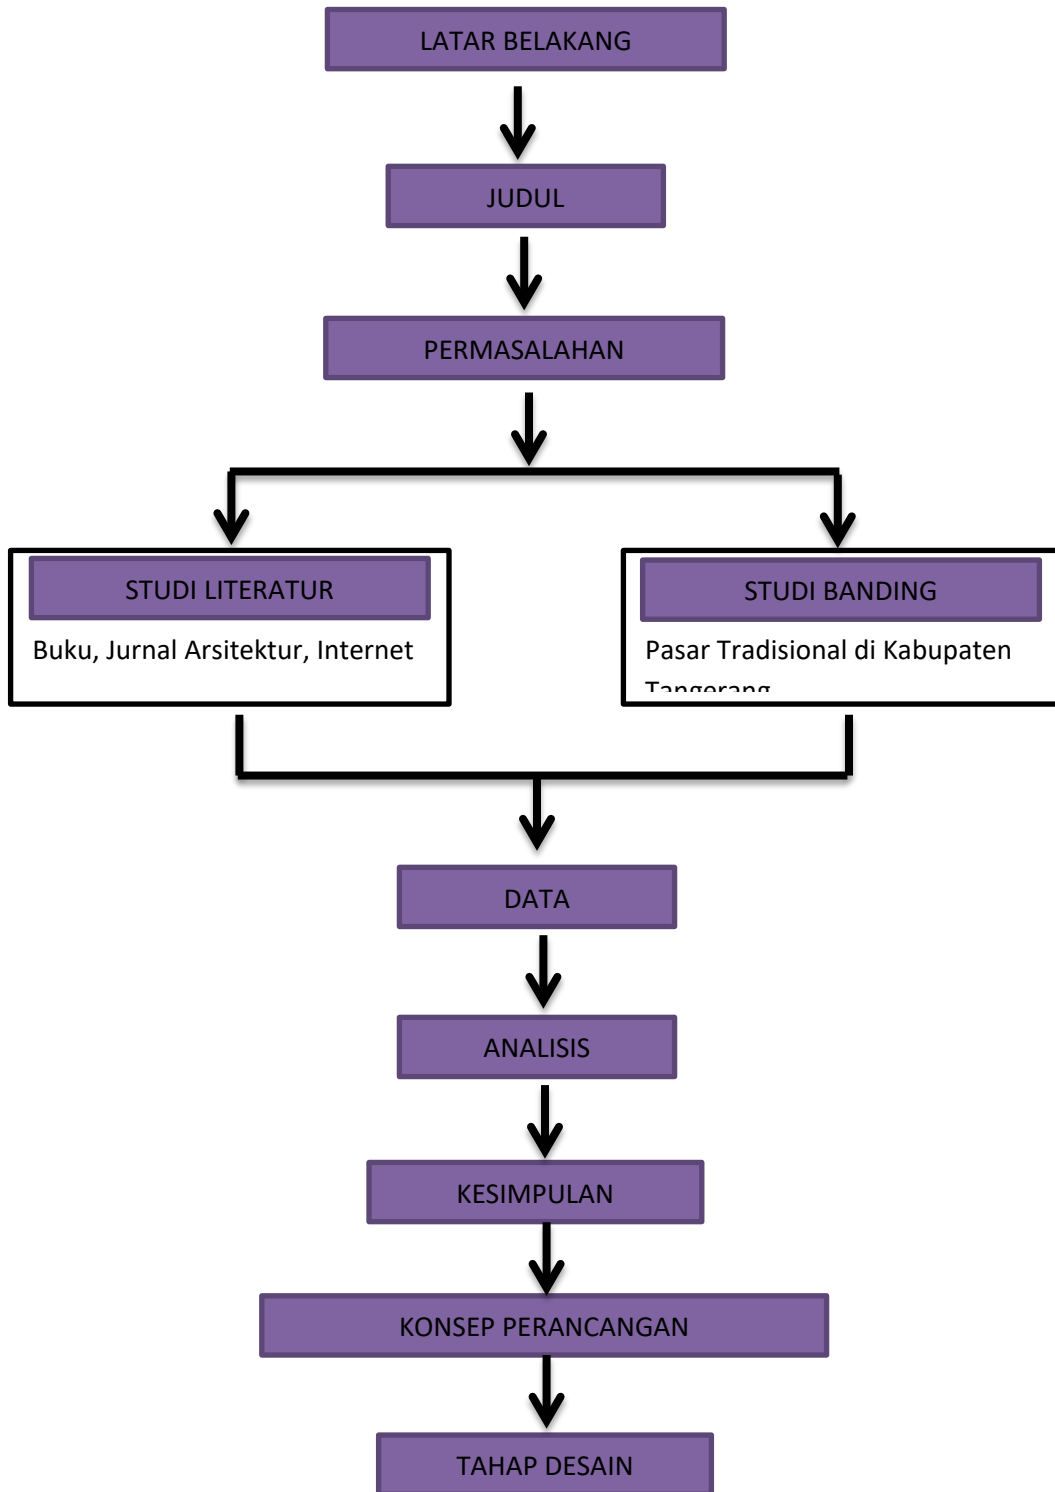 LATAR BELAKANG
JUDUL
PERMASALAHAN
STUDI LITERATUR
Buku, Jurnal Arsitektur, Internet
STUDI BANDING
Pasar Tradisional di Kabupaten
Tangerang
DATA
ANALISIS
KESIMPULAN
KONSEP PERANCANGAN
TAHAP DESAIN